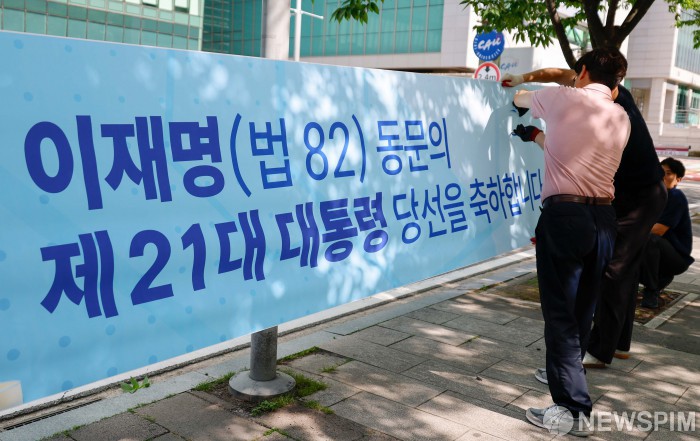 이재명(법 82) 동문의
제 21대 대통령 당선을 축하합니다
CAU
NEWSPIM